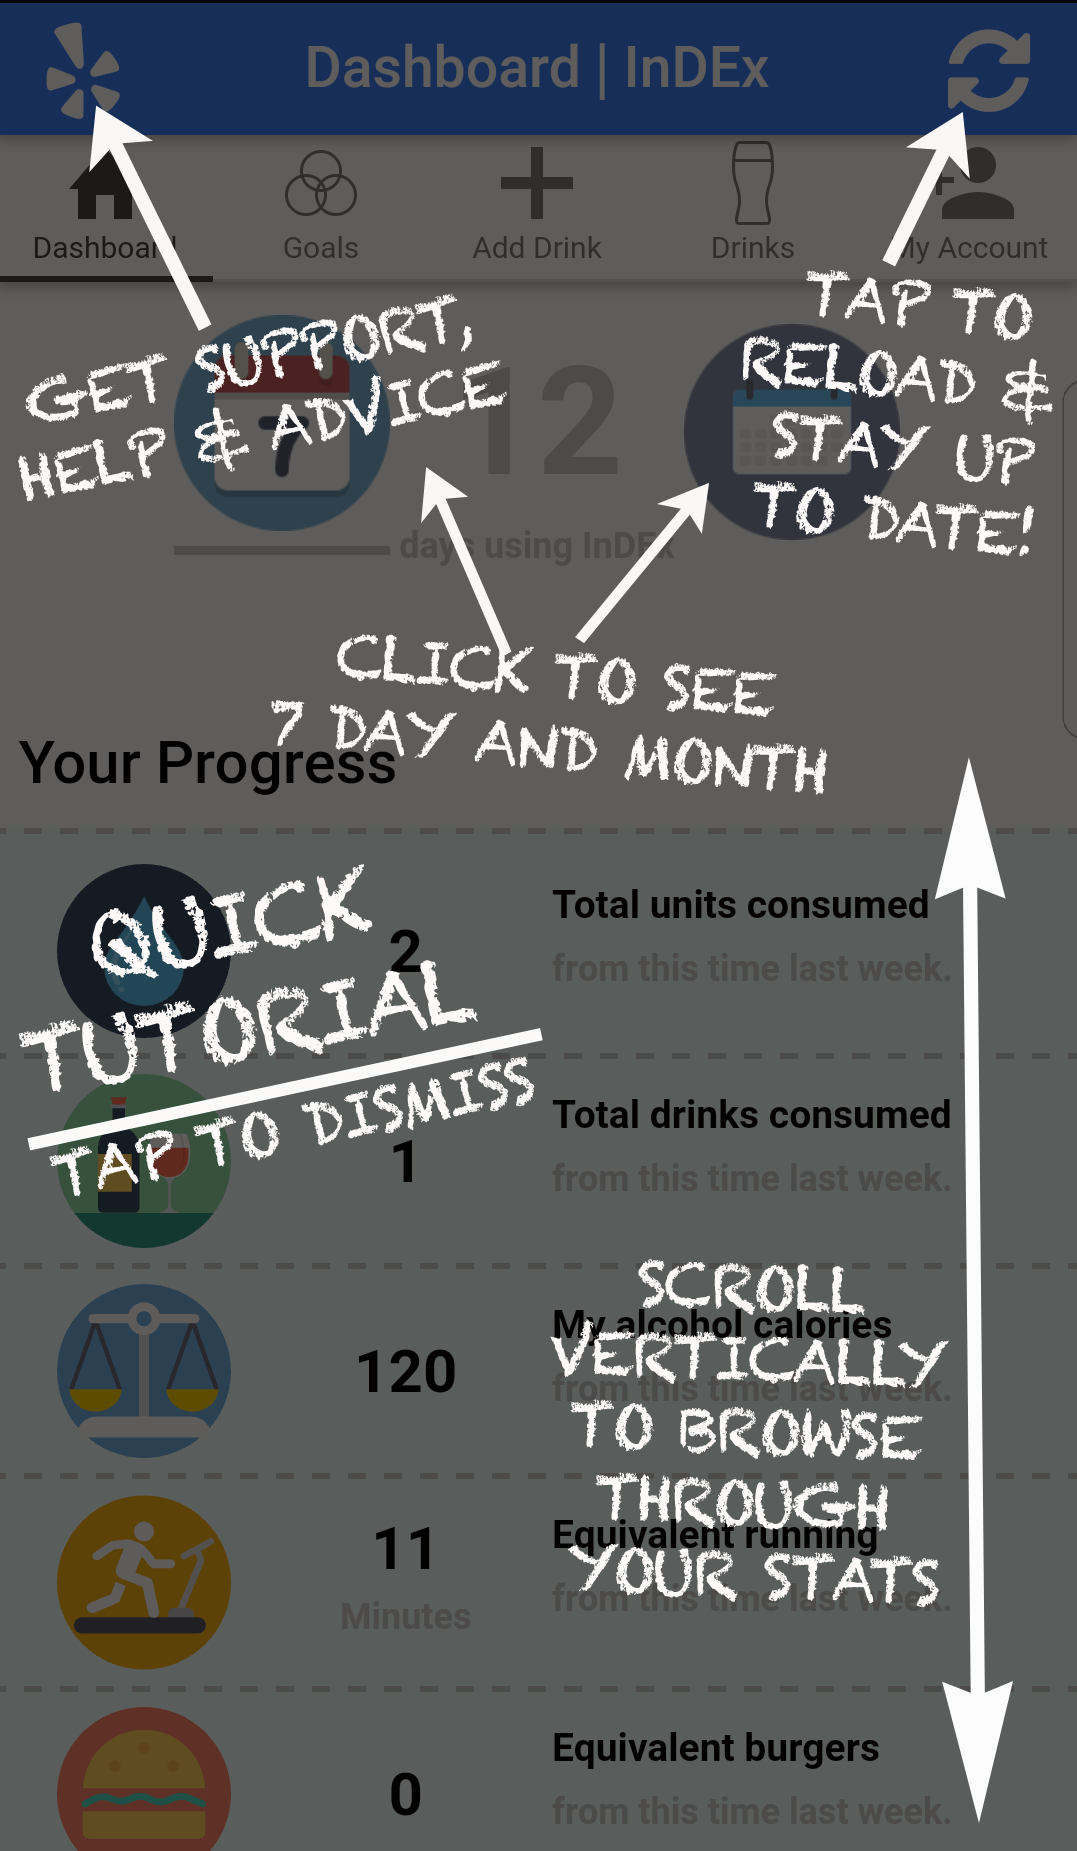 Dashboard | InDEx
Dashboard
Goals
Add Drink
Drinks
My Account
GET SUPPORT,
HELP & ADVICE
TAP TO
RELOAD &
STAY UP
TO DATE!
7
12
days using InDEx
CLICK TO SEE
7 DAY AND MONTH
Your Progress
QUICK
TUTORIAL
TAP TO DISMISS
2
Total units consumed
from this time last week.
1
Total drinks consumed
from this time last week.
SCROLL
VERTICALLY
TO BROWSE
THROUGH
YOUR STATS
120
My alcohol calories
from this time last week.
11
Minutes
Equivalent running
from this time last week.
0
Equivalent burgers
from this time last week.